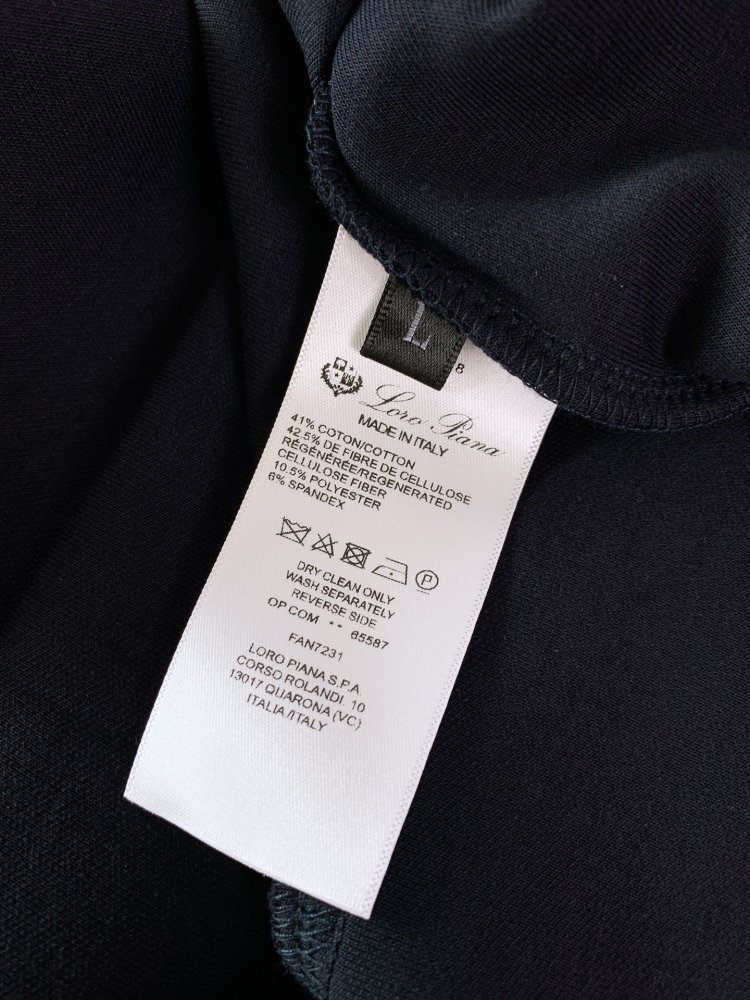 L
8
Loro Piana
MADE IN ITALY
41% COTON/COTTON
42.5% DE FIBRE DE CELLULOSE
RÉGÉNÉRÉE/REGENERATED
CELLULOSE FIBER
10.5% POLYESTER
6% SPANDEX
P
DRY CLEAN ONLY
WASH SEPARATELY
REVERSE SIDE
OP COM •• 65587
FAN7231
LORO PIANA S.P.A.
CORSO ROLANDI, 10
13017 QUARONA (VC)
ITALIA/ITALY